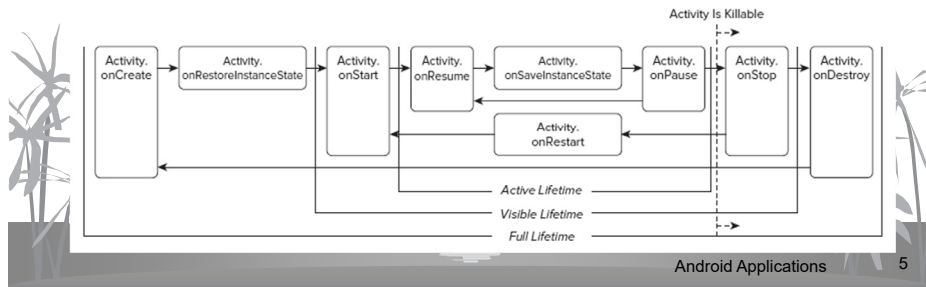 Activity Is Killable
Activity.
onCreate
Activity.
onRestoreInstanceState
Activity.
onStart
Activity.
onResume
Activity.
onSaveInstanceState
Activity.
onPause
Activity.
onStop
Activity.
onDestroy
Activity.
onRestart
Active Lifetime
Visible Lifetime
Full Lifetime
Android Applications
5